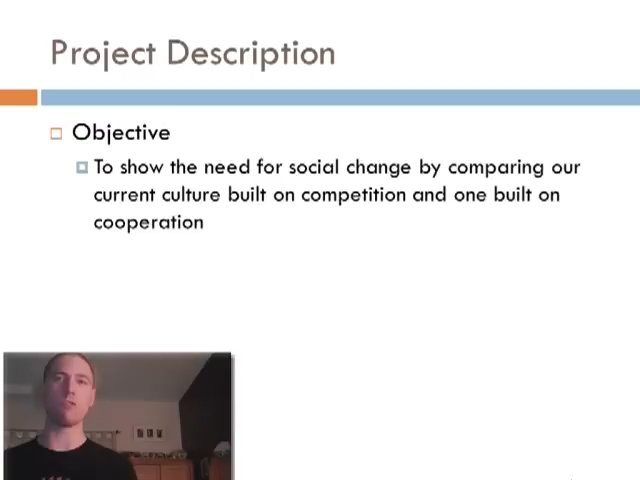 Project Description
Objective
To show the need for social change by comparing our
current culture built on competition and one built on
cooperation